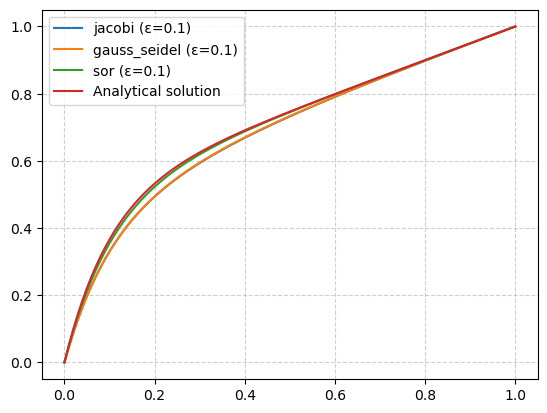 1.0
0.8
0.6
0.4
0.2
0.0
jacobi (ε=0.1)
gauss_seidel (ε=0.1)
sor (ε=0.1)
Analytical solution
0.0 0.2 0.4 0.6 0.8 1.0